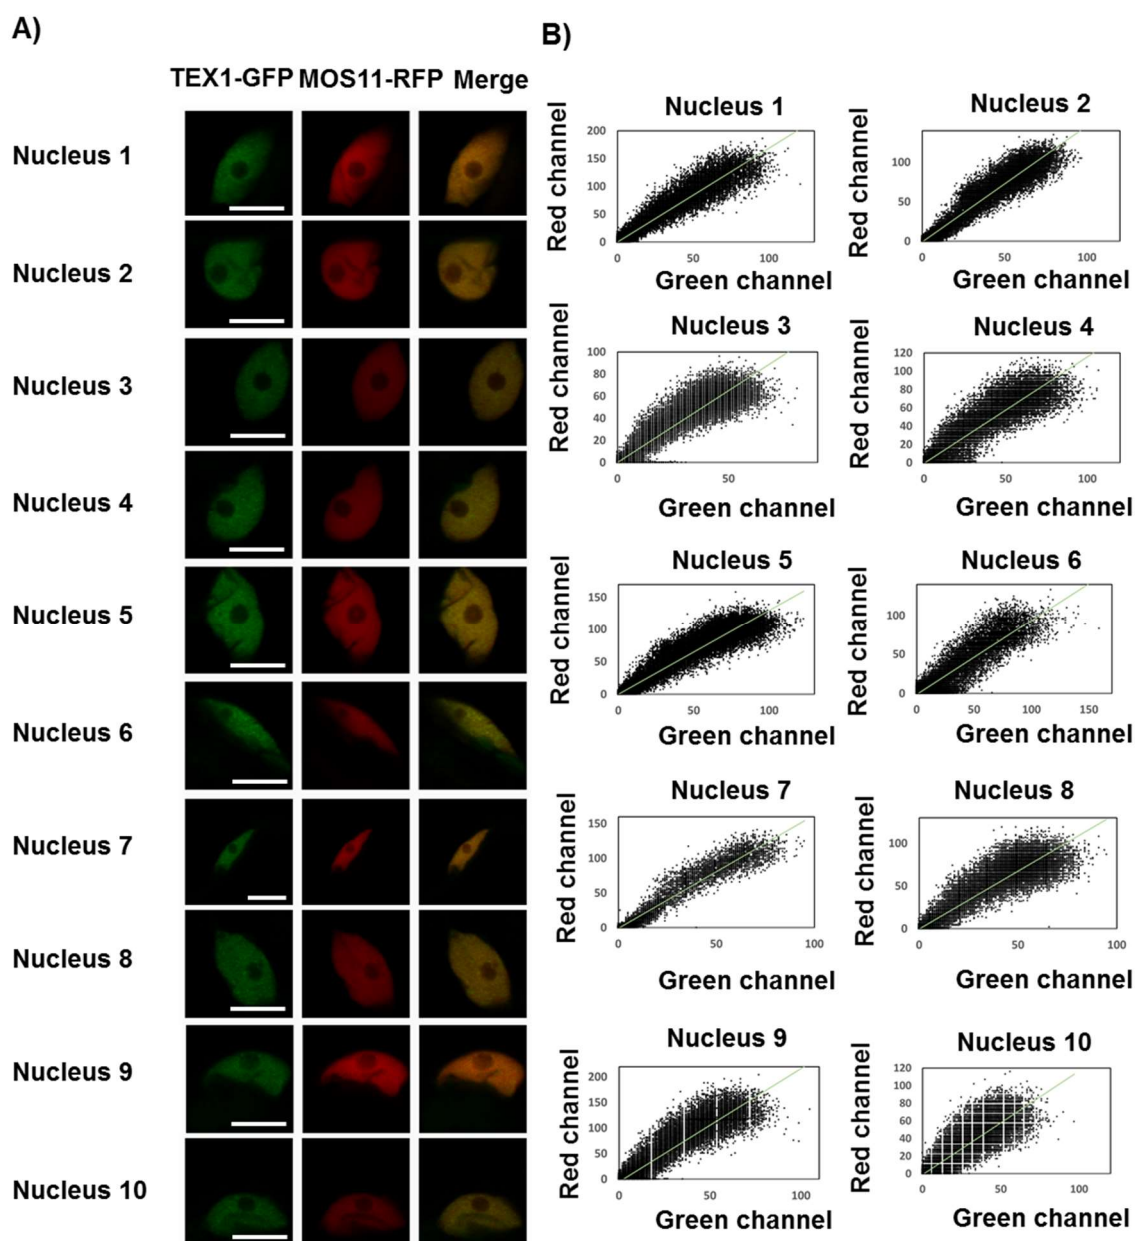 A)
TEX1-GFP MOS11-RFP Merge
Nucleus 1
Nucleus 2
Nucleus 3
Nucleus 4
Nucleus 5
Nucleus 6
Nucleus 7
Nucleus 8
Nucleus 9
Nucleus 10
B)
Nucleus 1
Red channel
200
150
100
50
0
0 50 100
Green channel
Nucleus 2
Red channel
100
50
0
0 50 100
Green channel
Nucleus 3
Red channel
100
80
60
40
20
0
0 50
Green channel
Nucleus 4
Red channel
120
100
80
60
40
20
0
0 50 100
Green channel
Nucleus 5
Red channel
150
100
50
0
0 50 100
Green channel
Nucleus 6
Red channel
100
50
0
0 50 100 150
Green channel
Nucleus 7
Red channel
150
100
50
0
0 50 100
Green channel
Nucleus 8
Red channel
100
50
0
0 50 100
Green channel
Nucleus 9
Red channel
200
150
100
50
0
0 50 100
Green channel
Nucleus 10
Red channel
120
100
80
60
40
20
0
0 50 100
Green channel